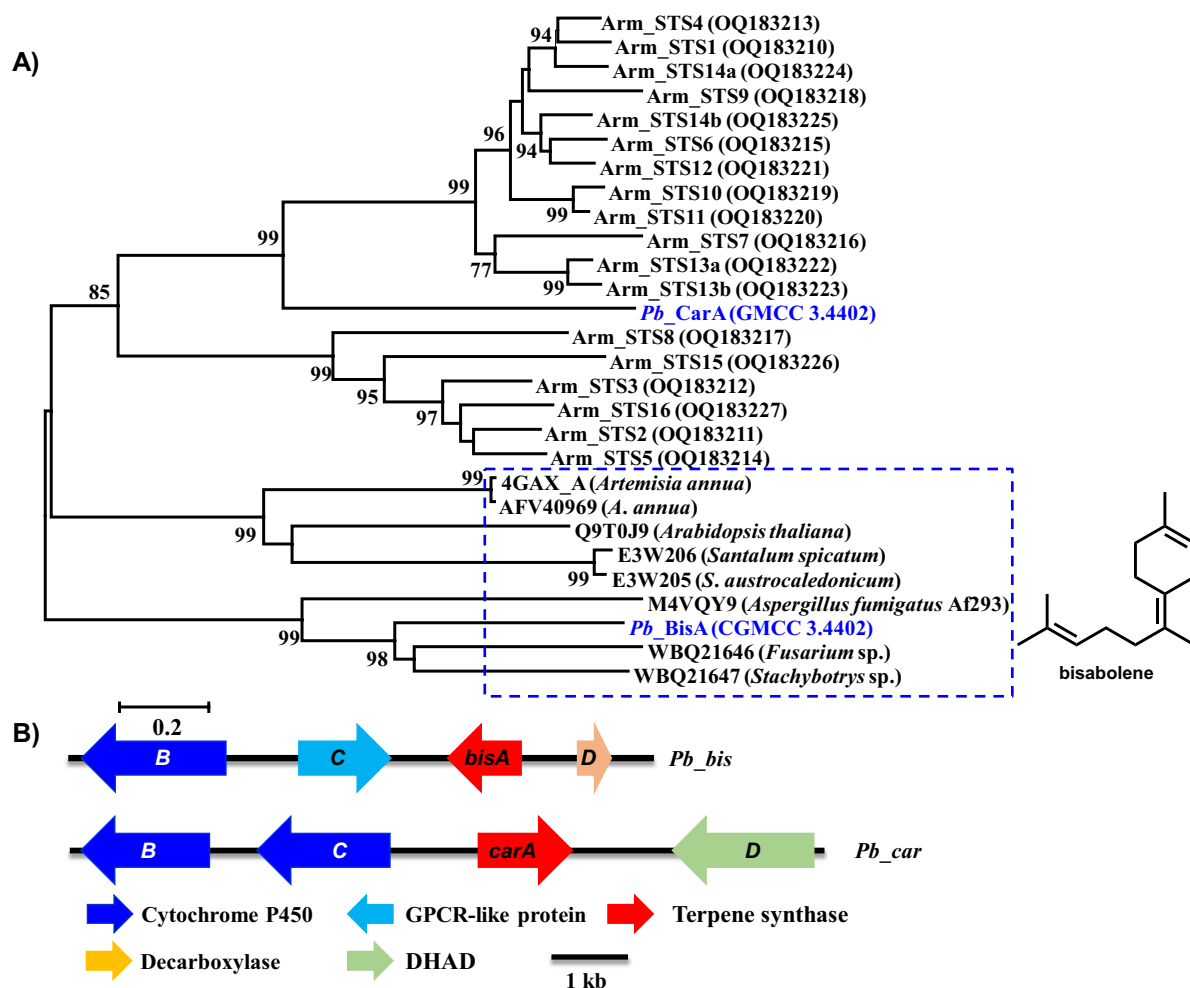 A)
Arm_STS4 (OQ183213)
94
Arm_STS1 (OQ183210)
Arm_STS14a (OQ183224)
Arm_STS9 (OQ183218)
Arm_STS14b (OQ183225)
96
Arm_STS6 (OQ183215)
94
Arm_STS12 (OQ183221)
99
Arm_STS10 (OQ183219)
99
Arm_STS11 (OQ183220)
99
Arm_STS7 (OQ183216)
77
Arm_STS13a (OQ183222)
99
Arm_STS13b (OQ183223)
85
Pb_CarA (GMCC 3.4402)
Arm_STS8 (OQ183217)
99
Arm_STS15 (OQ183226)
95
Arm_STS3 (OQ183212)
97
Arm_STS16 (OQ183227)
Arm_STS2 (OQ183211)
Arm_STS5 (OQ183214)
99
4GAX_A (Artemisia annua)
AFV40969 (A. annua)
99
Q9T0J9 (Arabidopsis thaliana)
E3W206 (Santalum spicatum)
99
E3W205 (S. austrocaledonicum)
M4VQY9 (Aspergillus fumigatus Af293)
99
Pb_BisA (CGMCC 3.4402)
98
WBQ21646 (Fusarium sp.)
WBQ21647 (Stachybotrys sp.)
bisabolene
0.2
B)
B C bisA D Pb_bis
B C carA D Pb_car
Cytochrome P450 GPCR-like protein Terpene synthase
Decarboxylase DHAD
1 kb